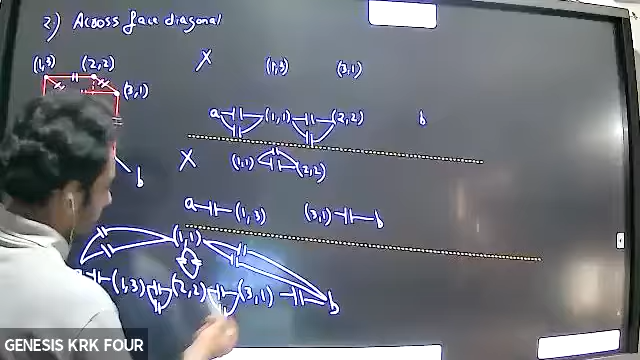 2) Across face diagonal
(1,3) (2,2) (3,1)
b
X (1,3) (3,1)
a (1,1) (2,2) b
X (1,1) (2,2)
a (1,3) (3,1) b
(1,1)
(1,3) (2,2) (3,1) b
GENESIS KRK FOUR